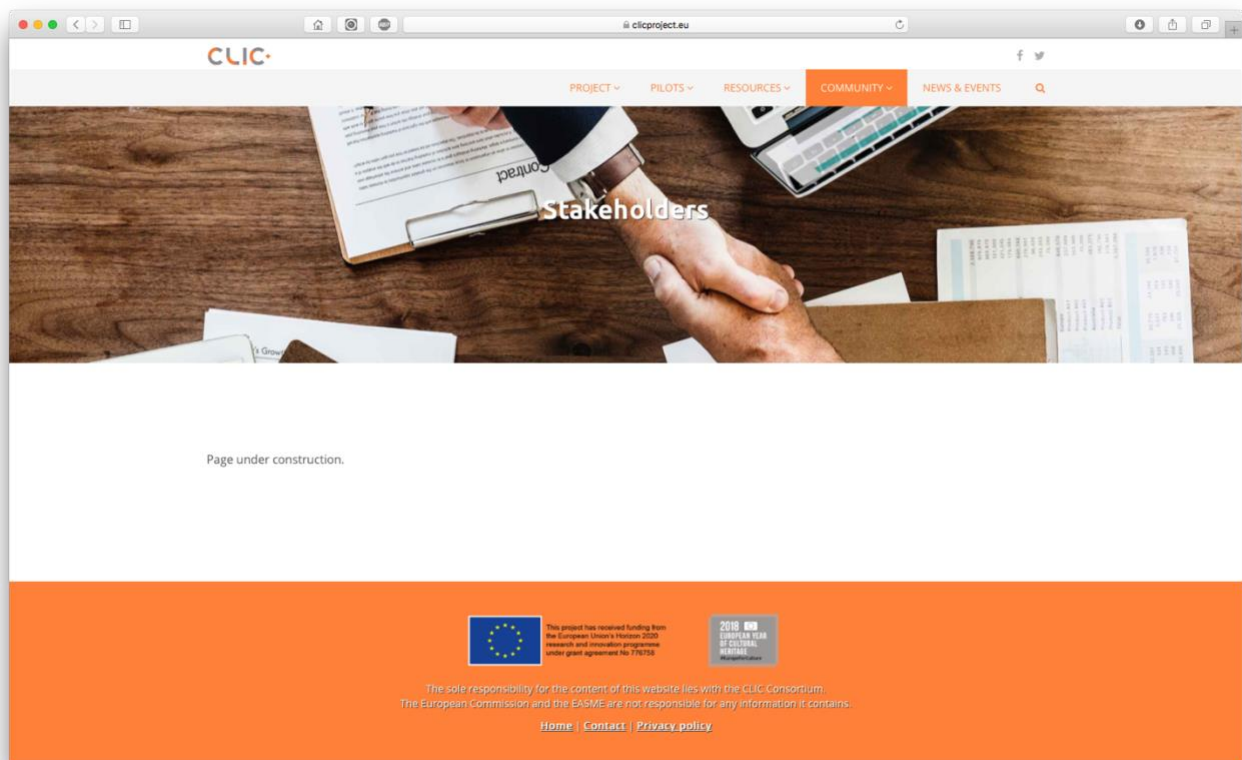 clicproject.eu
CLIC
PROJECT PILOTS RESOURCES COMMUNITY NEWS & EVENTS
Contract
Stakeholders
's Grow
Page under construction.
This project has received funding from
the European Union's Horizon 2020
research and innovation programme
under grant agreement No 776758
2018
EUROPEAN YEAR
OF CULTURAL
HERITAGE
#EuropeForCulture
The sole responsibility for the content of this website lies with the CLIC Consortium.
The European Commission and the EASME are not responsible for any information it contains.
Home | Contact | Privacy policy